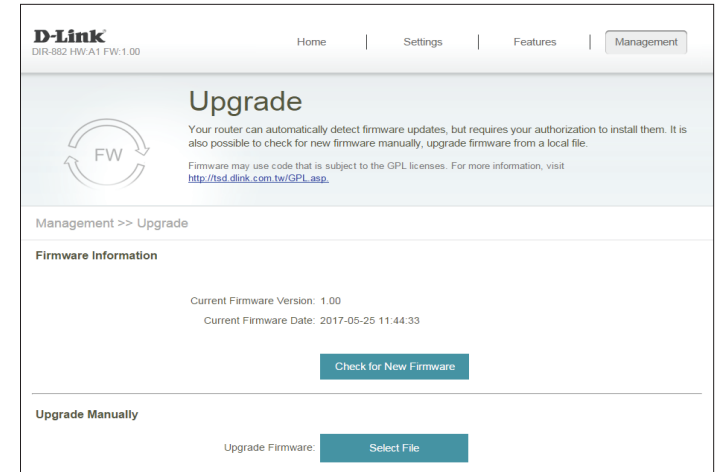 D-Link
DIR-882 HW:A1 FW:1.00
Home | Settings | Features | Management
Upgrade
Your router can automatically detect firmware updates, but requires your authorization to install them. It is
also possible to check for new firmware manually, upgrade firmware from a local file.
FW
Firmware may use code that is subject to the GPL licenses. For more information, visit
http://tsd.dlink.com.tw/GPL.asp.
Management >> Upgrade
Firmware Information
Current Firmware Version: 1.00
Current Firmware Date: 2017-05-25 11:44:33
Check for New Firmware
Upgrade Manually
Upgrade Firmware: Select File